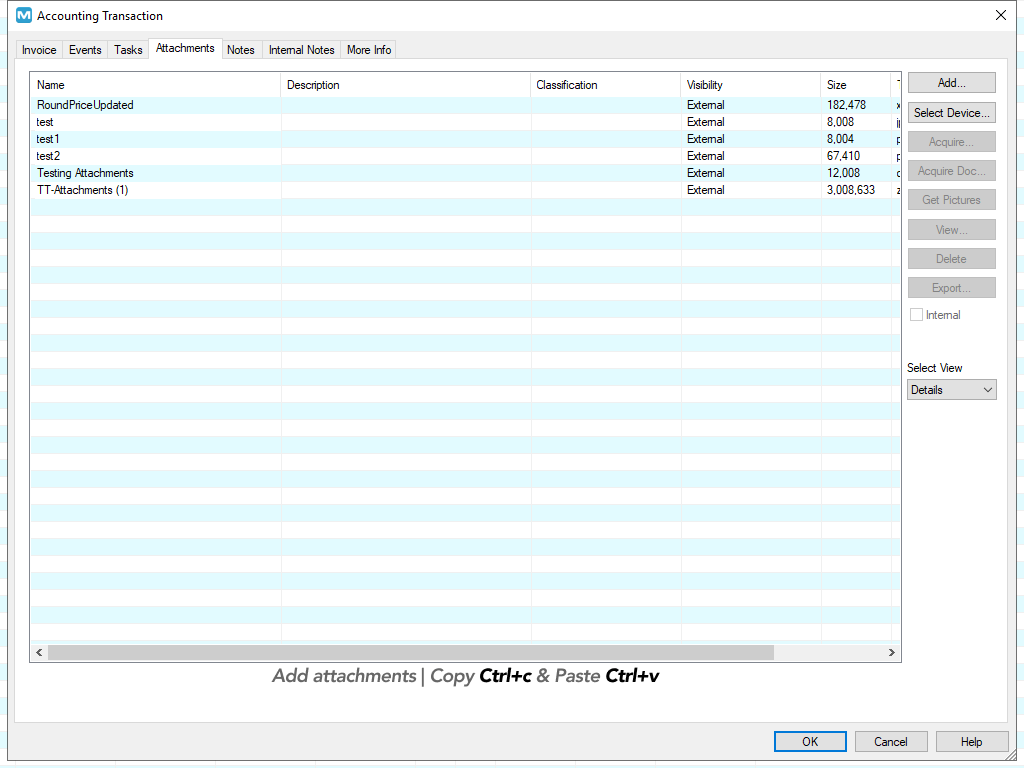 Accounting Transaction
Invoice Events Tasks Attachments Notes Internal Notes More Info
Name Description Classification Visibility Size
RoundPriceUpdated External 182,478
test External 8,008
test1 External 8,004
test2 External 67,410
Testing Attachments External 12,008
TT-Attachments (1) External 3,008,633
Add...
Select Device...
Acquire...
Acquire Doc...
Get Pictures
View...
Delete
Export...
Internal
Select View
Details
Add attachments | Copy Ctrl+c & Paste Ctrl+v
OK Cancel Help